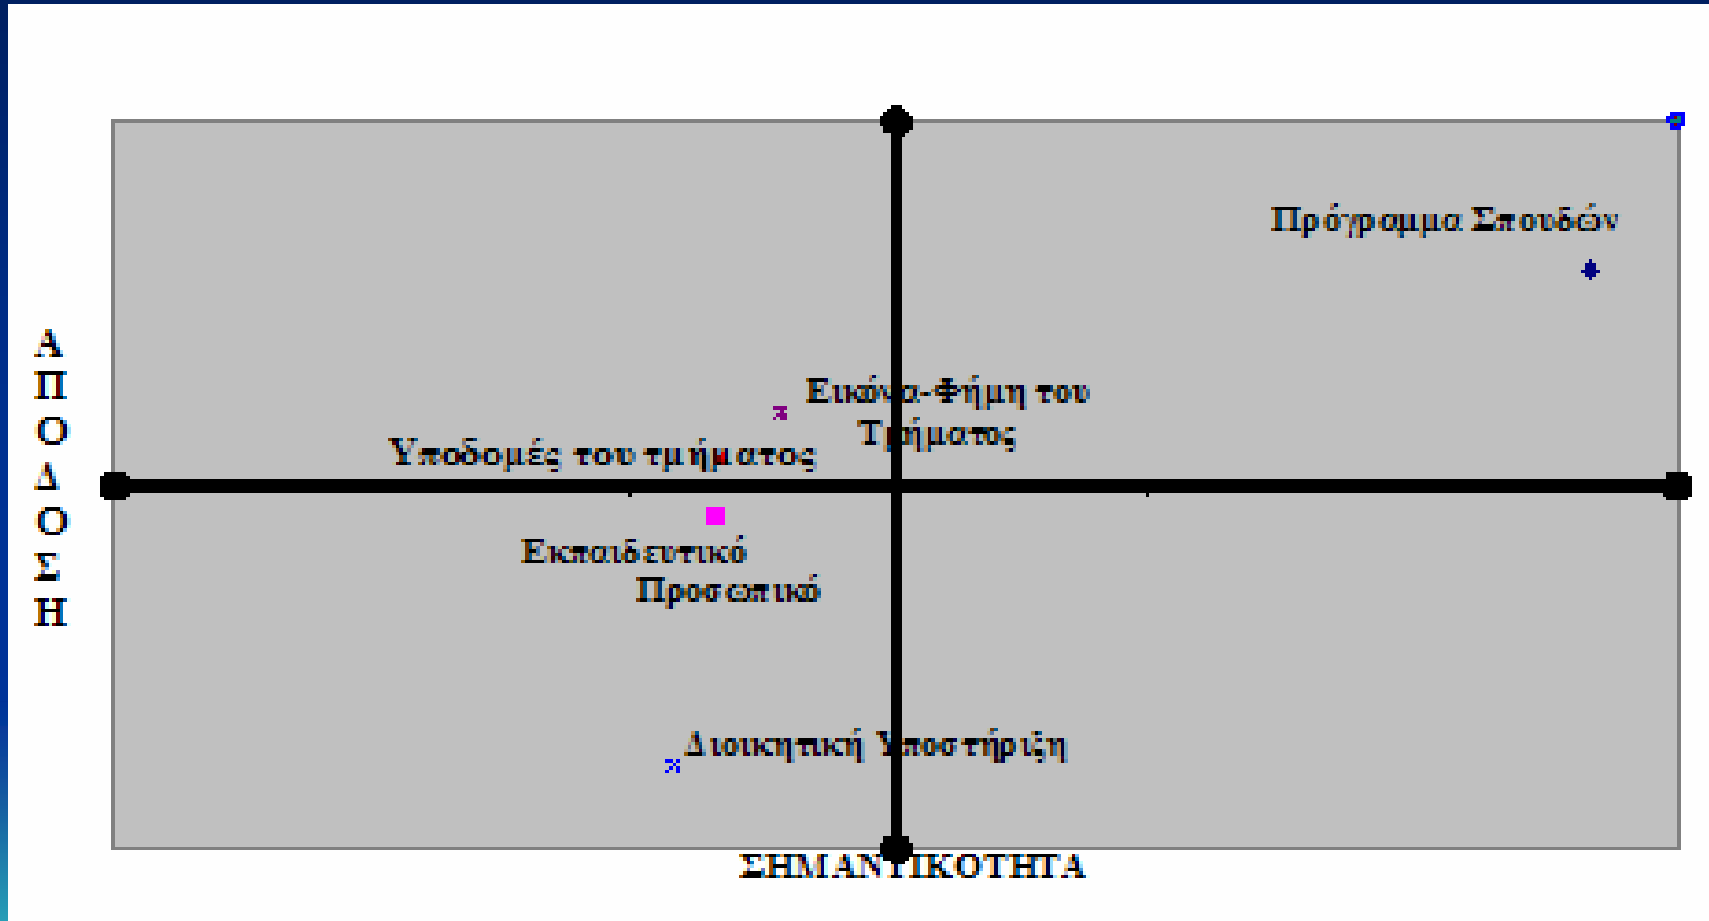 Πρόγραμμα Σπουδών
Εικόνα-Φήμη του
Τμήματος
Υποδομές του τμήματος
ΑΠΟΔΟΣΗ
Εκπαιδευτικό
Προσωπικό
Διοικητική Υποστήριξη
ΣΗΜΑΝΤΙΚΟΤΗΤΑ